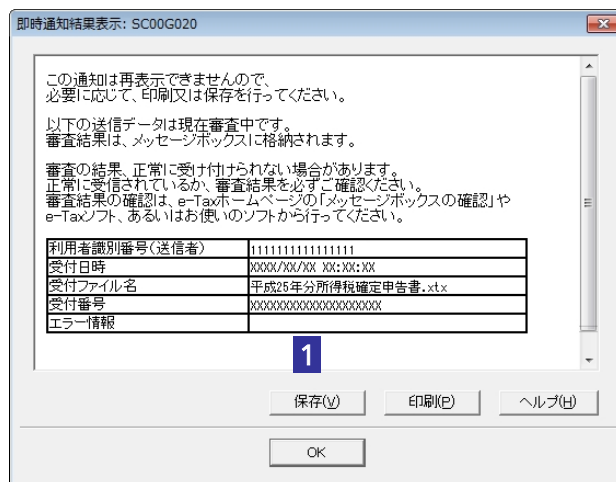 即時通知結果表示: SC00G020
この通知は再表示できませんので、
必要に応じて、印刷又は保存を行ってください。
以下の送信データは現在審査中です。
審査結果は、メッセージボックスに格納されます。
審査の結果、正常に受け付けられない場合があります。
正常に受信されているか、審査結果を必ずご確認ください。
審査結果の確認は、e-Taxホームページの「メッセージボックスの確認」や
e-Taxソフト、あるいはお使いのソフトから行ってください。
利用者識別番号(送信者) 1111111111111111
受付日時 XXXX/XX/XX XX:XX:XX
受付ファイル名 平成25年分所得税確定申告書.xtx
受付番号 XXXXXXXXXXXXXXXXXXXX
エラー情報
1
保存(V) 印刷(P) ヘルプ(H)
OK